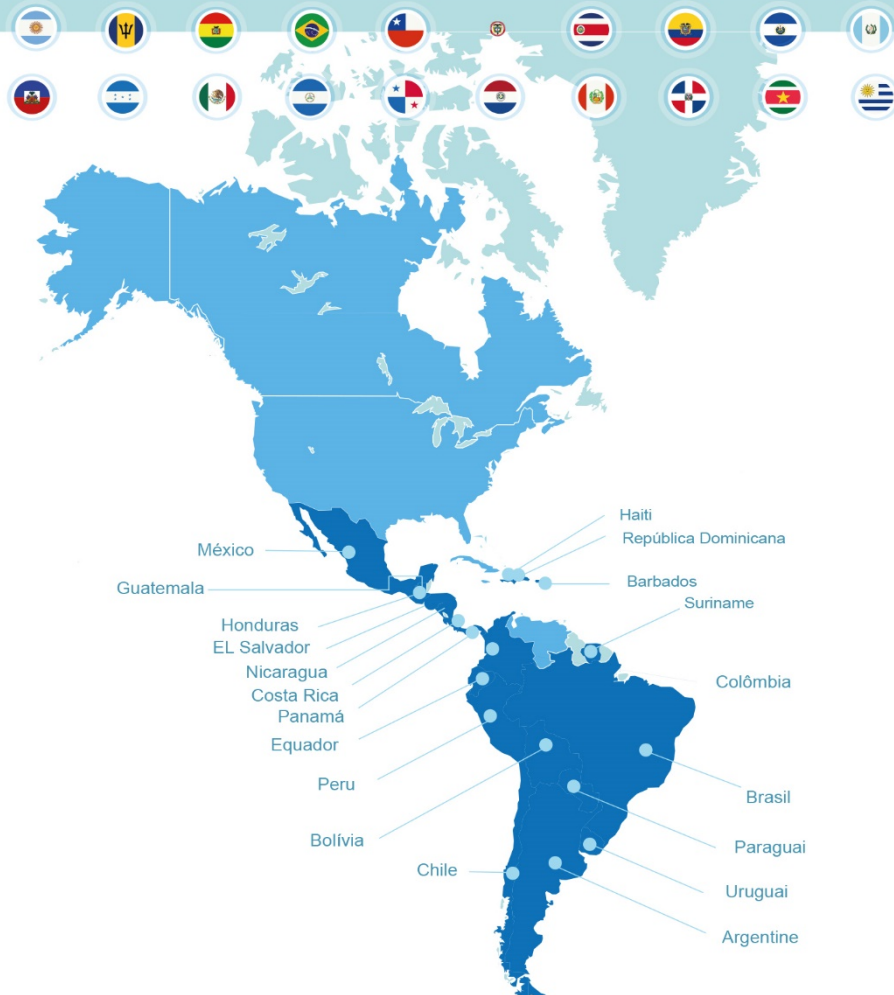 Haiti
República Dominicana
México
Barbados
Guatemala
Suriname
Honduras
EL Salvador
Nicaragua
Colômbia
Costa Rica
Panamá
Equador
Peru
Brasil
Bolívia
Paraguai
Chile
Uruguai
Argentine